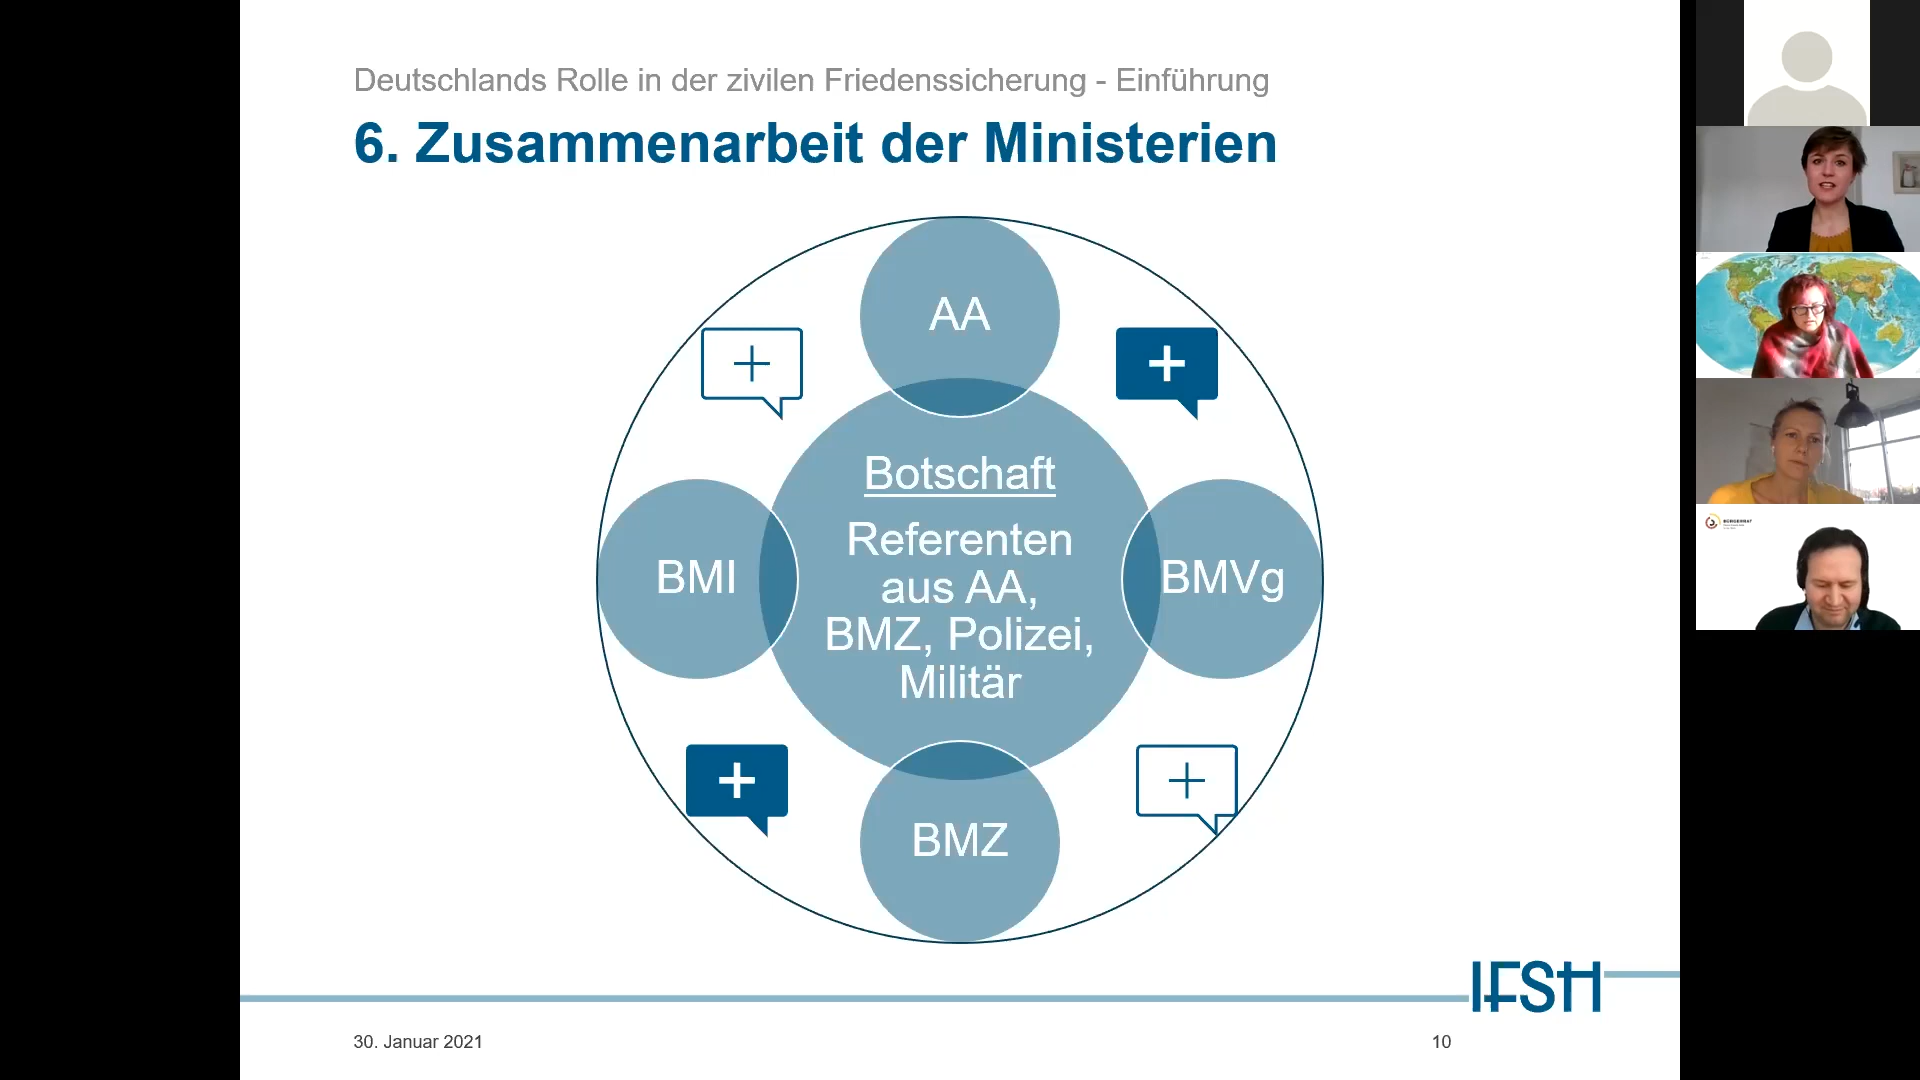 Deutschlands Rolle in der zivilen Friedenssicherung - Einführung
6. Zusammenarbeit der Ministerien
AA
BMI
Botschaft
Referenten
aus AA,
BMZ, Polizei,
Militär
BMVg
BMZ
IFSH
30. Januar 2021
10
BÜRGERRAT